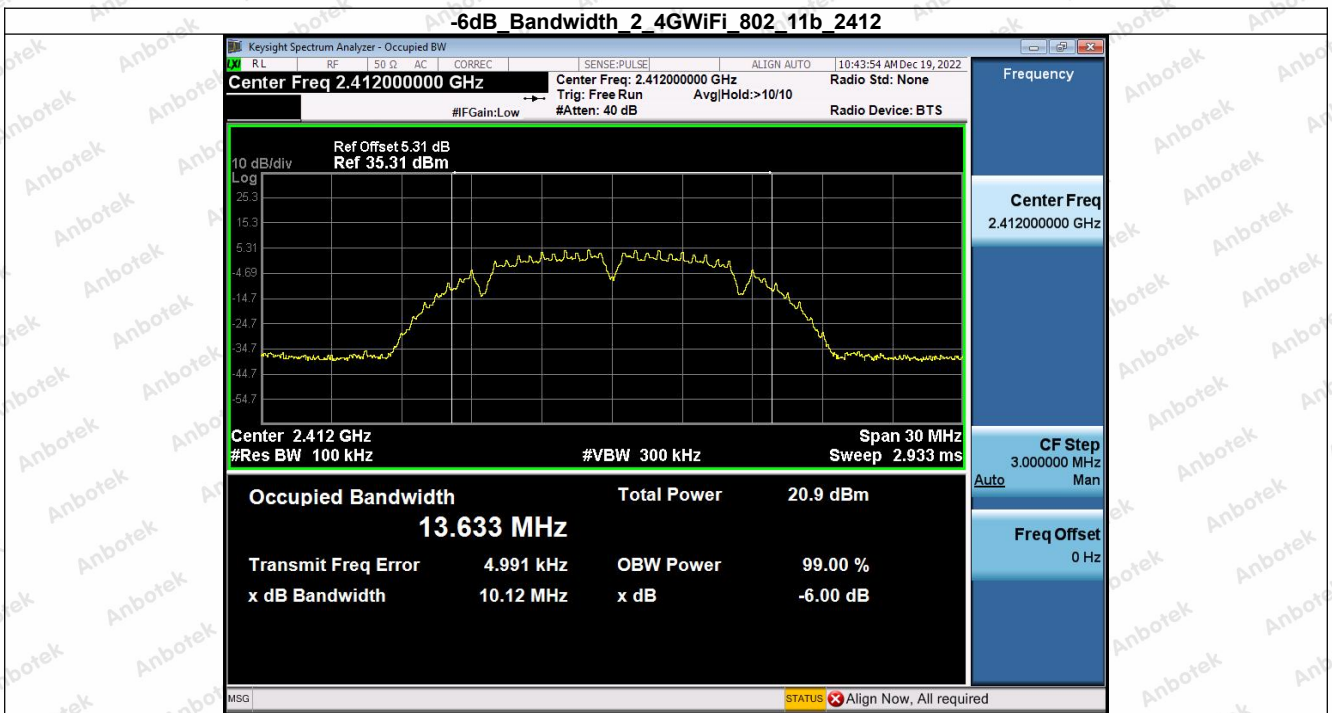 -6dB_Bandwidth_2_4GWiFi_802_11b_2412
Keysight Spectrum Analyzer - Occupied BW
LXI RL RF 50 Ω AC CORREC SENSE:PULSE ALIGN AUTO 10:43:54 AM Dec 19, 2022
Center Freq 2.412000000 GHz
Center Freq: 2.412000000 GHz Radio Std: None
Trig: Free Run Avg|Hold:>10/10
#IFGain:Low #Atten: 40 dB Radio Device: BTS
Frequency
Ref Offset 5.31 dB
10 dB/div Ref 35.31 dBm
Log
25.3
15.3
5.31
-4.69
-14.7
-24.7
-34.7
-44.7
-54.7
Center 2.412 GHz Span 30 MHz
#Res BW 100 kHz #VBW 300 kHz Sweep 2.933 ms
Center Freq
2.412000000 GHz
CF Step
3.000000 MHz
Auto Man
Freq Offset
0 Hz
Occupied Bandwidth Total Power 20.9 dBm
13.633 MHz
Transmit Freq Error 4.991 kHz OBW Power 99.00 %
x dB Bandwidth 10.12 MHz x dB -6.00 dB
MSG STATUS Align Now, All required
Anbotek